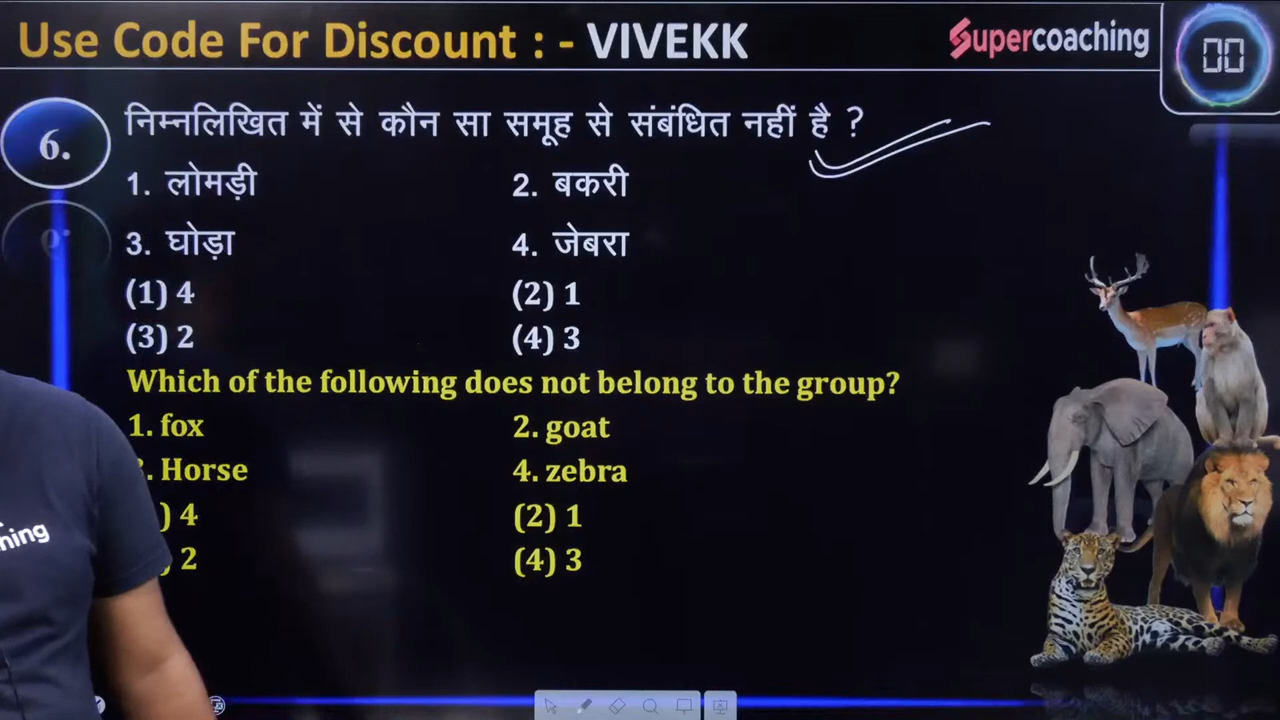 Use Code For Discount : - VIVEKK
Supercoaching
00
6.
निम्नलिखित में से कौन सा समूह से संबंधित नहीं है ?
1. लोमड़ी
2. बकरी
3. घोड़ा
4. जेबरा
(1) 4
(2) 1
(3) 2
(4) 3
Which of the following does not belong to the group?
1. fox
2. goat
. Horse
4. zebra
) 4
(2) 1
2
(4) 3